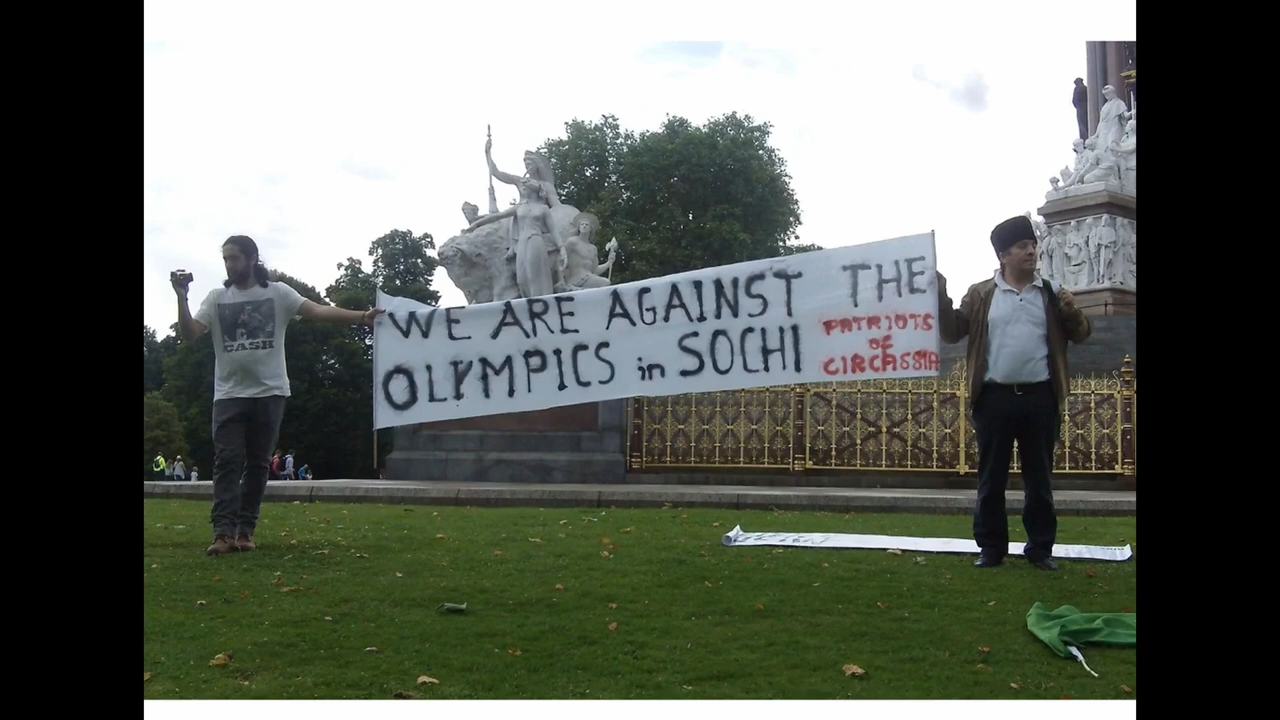 WE ARE AGAINST THE
OLYMPICS in SOCHI
PATRIOTS
OF
CIRCASSIA
CASH